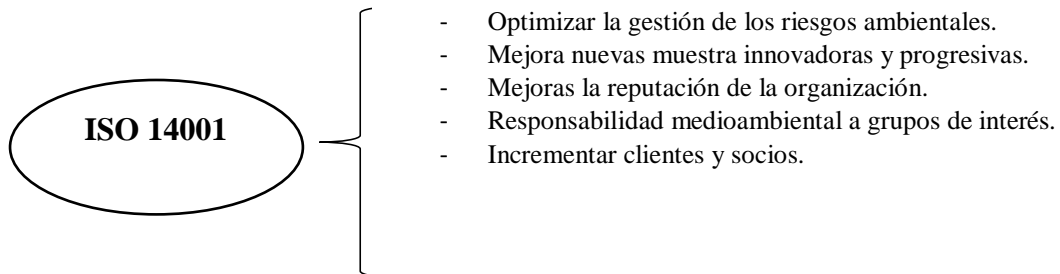 ISO 14001
- Optimizar la gestión de los riesgos ambientales.
- Mejora nuevas muestra innovadoras y progresivas.
- Mejoras la reputación de la organización.
- Responsabilidad medioambiental a grupos de interés.
- Incrementar clientes y socios.